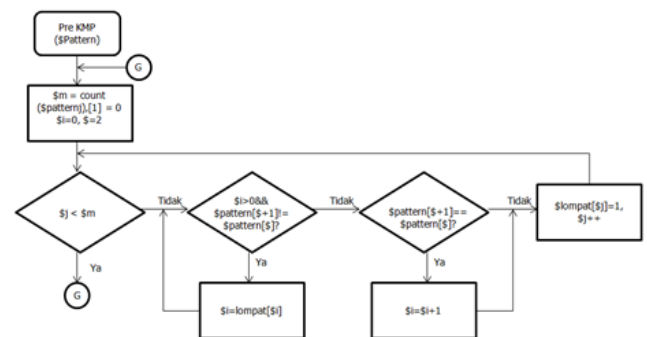 Pre KMP
($Pattern)
G
$m = count
($patternj),[1] = 0
$i=0, $=2
$j < $m
Tidak
$i>0&&
$pattern[$+1]!=
$pattern[$]?
Tidak
$pattern[$+1]==
$pattern[$]?
Tidak
$lompat[$j]=1,
$j++
Ya
Ya
Ya
G
$i=lompat[$i]
$i=$i+1